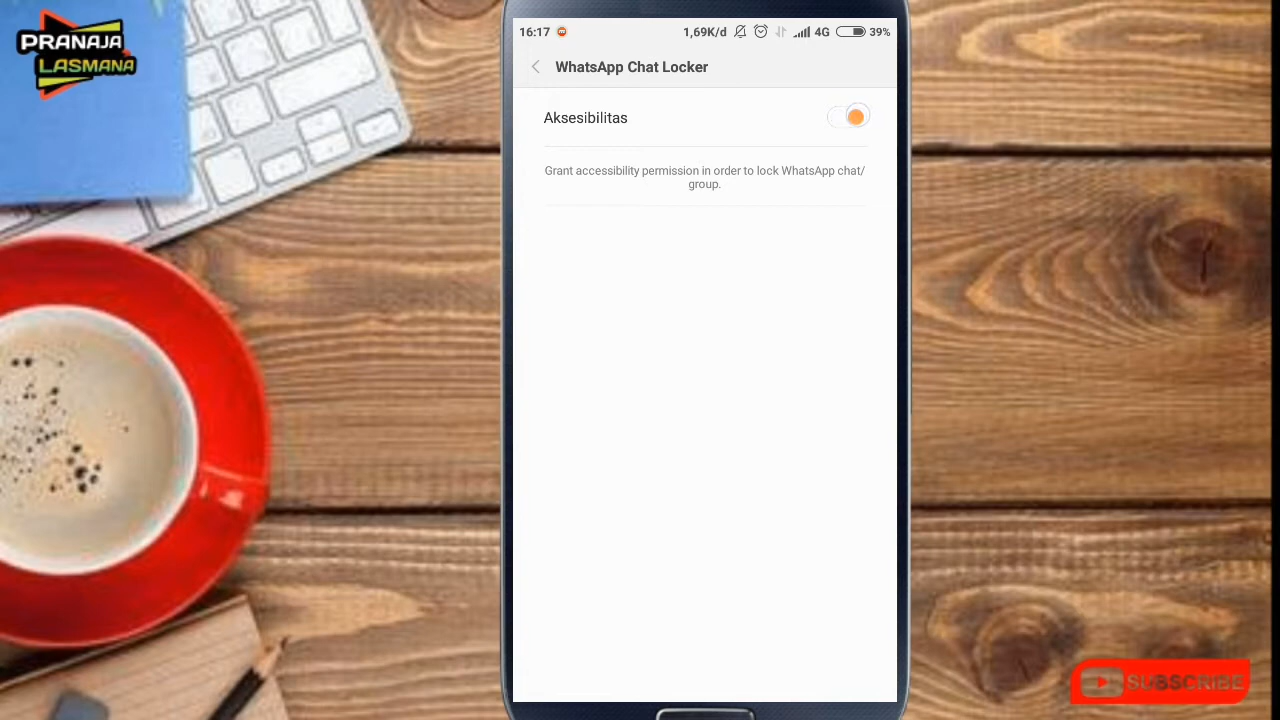 PRANAJA
LASMANA
16:17
1,69K/d
4G
39%
WhatsApp Chat Locker
Aksesibilitas
Grant accessibility permission in order to lock WhatsApp chat/
group.
SUBSCRIBE